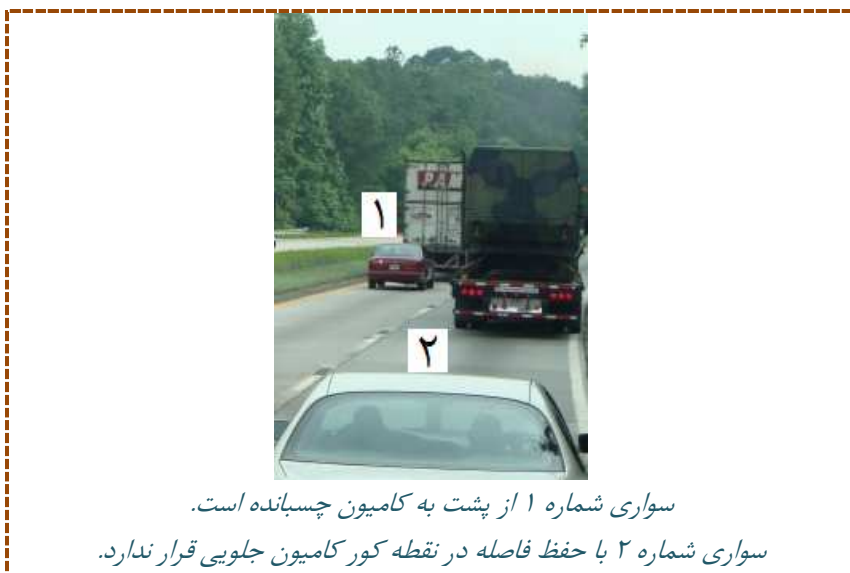 PAM
۱
۲
سواری شماره ۱ از پشت به کامیون چسبانده است.
سواری شماره ۲ با حفظ فاصله در نقطه کور کامیون جلویی قرار ندارد.